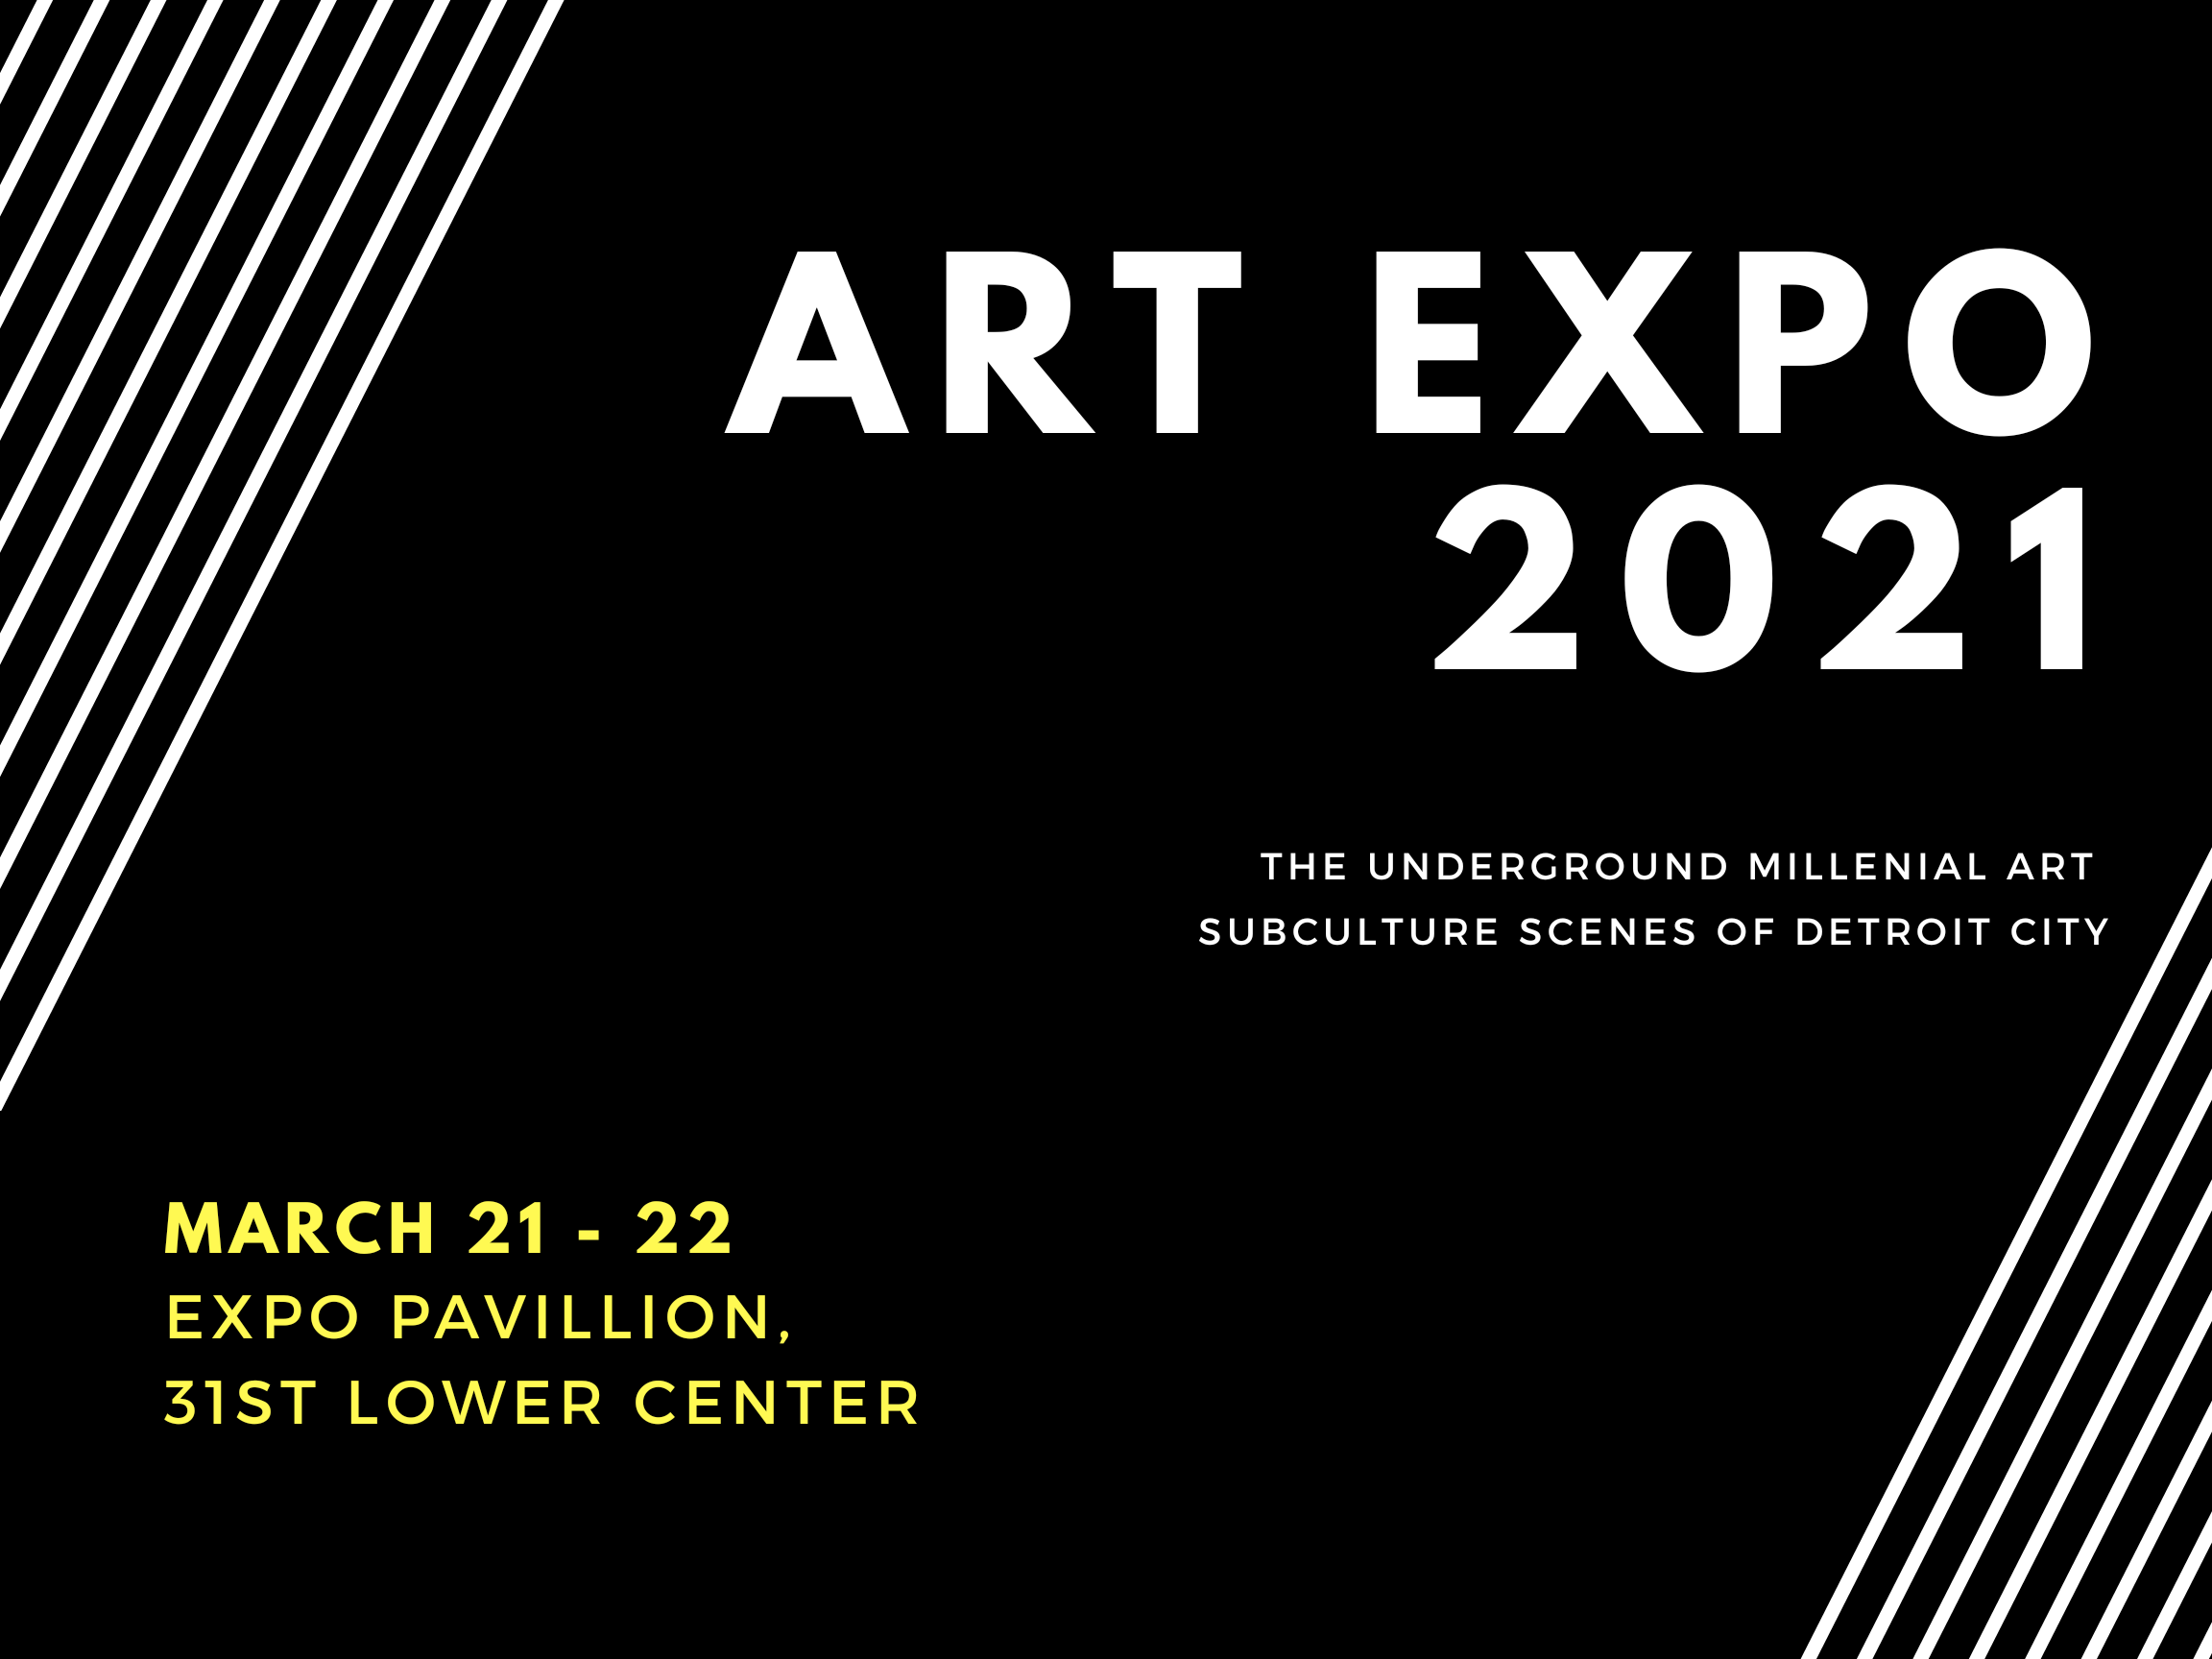 ART EXPO
2021
THE UNDERGROUND MILLENIAL ART
SUBCULTURE SCENES OF DETROIT CITY
MARCH 21 - 22
EXPO PAVILLION,
31ST LOWER CENTER